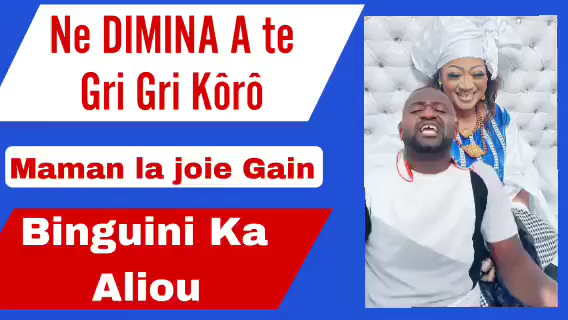 Ne DIMINA A te
Gri Gri Kôrô
Maman la joie Gain
Binguini Ka
Aliou